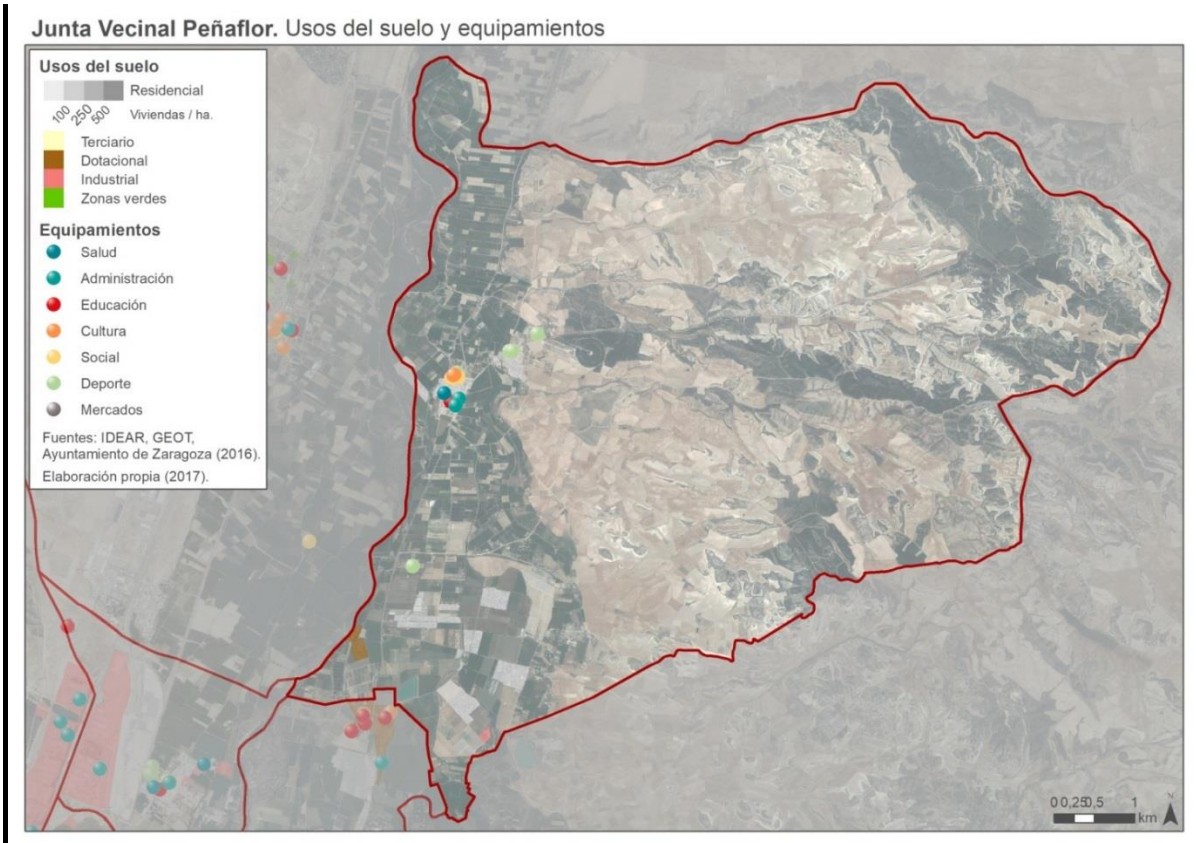 Junta Vecinal Peñaflor. Usos del suelo y equipamientos
Usos del suelo
Residencial
100 250 500 Viviendas / ha.
Terciario
Dotacional
Industrial
Zonas verdes
Equipamientos
Salud
Administración
Educación
Cultura
Social
Deporte
Mercados
Fuentes: IDEAR, GEOT,
Ayuntamiento de Zaragoza (2016).
Elaboración propia (2017).
0 0,25 0,5 1
km
N